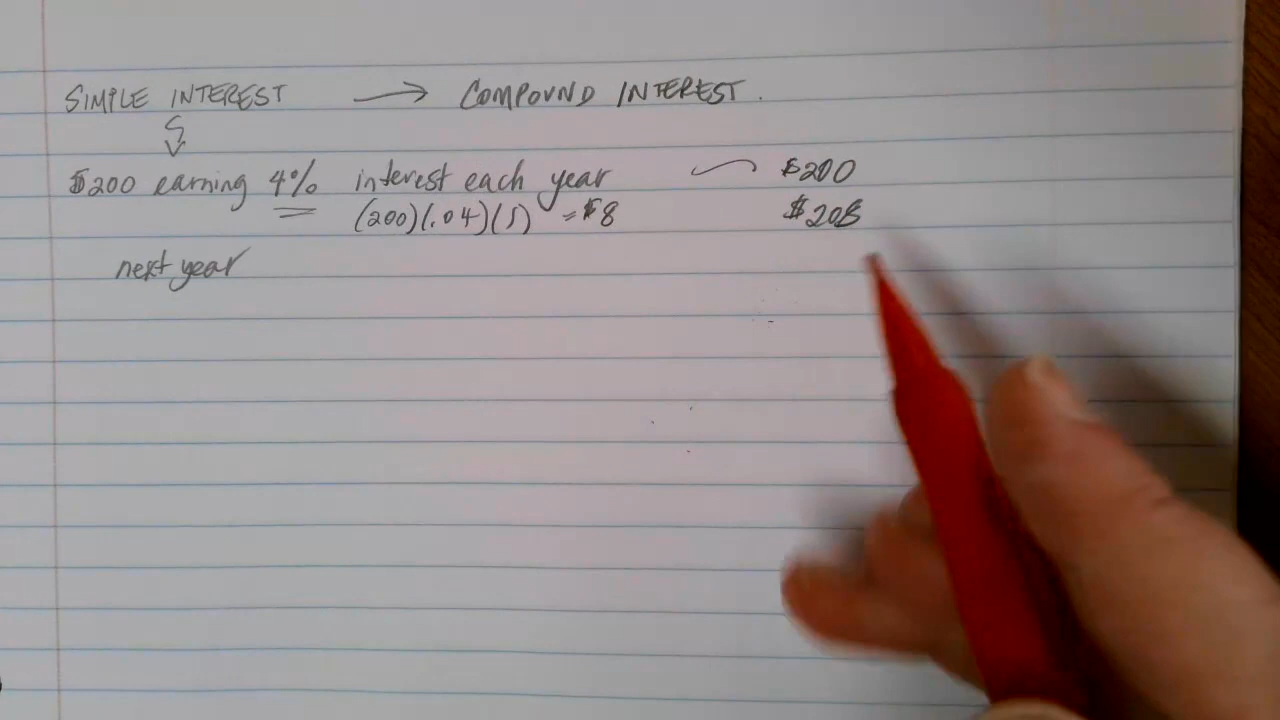 SIMPLE INTEREST → COMPOUND INTEREST.
$200 earning 4% interest each year $200
(200)(.04)(1) = $8 $208
next year